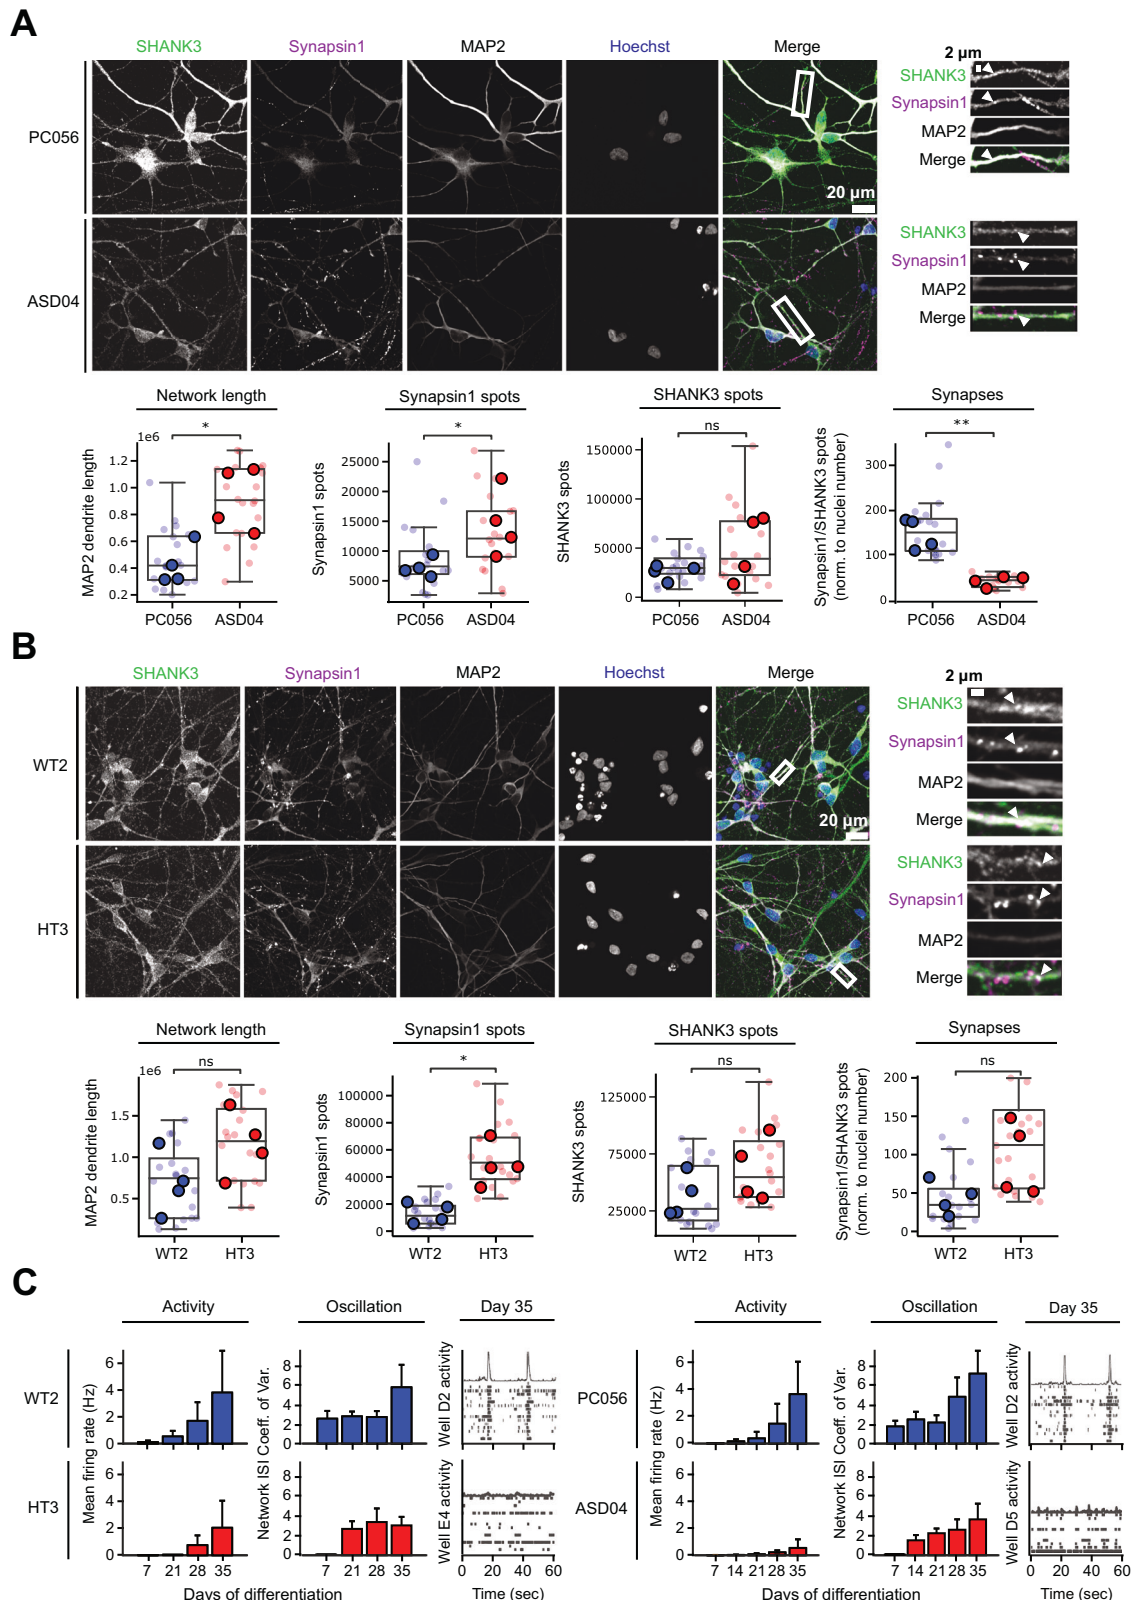 A
SHANK3 Synapsin1 MAP2 Hoechst Merge
2 µm
PC056
SHANK3
Synapsin1
MAP2
Merge
20 µm
ASD04
SHANK3
Synapsin1
MAP2
Merge
Network length
1e6
*
MAP2 dendrite length
1.2
1.0
0.8
0.6
0.4
0.2
PC056 ASD04
Synapsin1 spots
*
Synapsin1 spots
25000
20000
15000
10000
5000
PC056 ASD04
SHANK3 spots
ns
SHANK3 spots
150000
100000
50000
0
PC056 ASD04
Synapses
**
Synapsin1/SHANK3 spots
(norm. to nuclei number)
300
200
100
0
PC056 ASD04
B
SHANK3 Synapsin1 MAP2 Hoechst Merge
2 µm
WT2
SHANK3
Synapsin1
MAP2
Merge
20 µm
HT3
SHANK3
Synapsin1
MAP2
Merge
Network length
1e6
ns
MAP2 dendrite length
1.5
1.0
0.5
WT2 HT3
Synapsin1 spots
*
Synapsin1 spots
100000
80000
60000
40000
20000
0
WT2 HT3
SHANK3 spots
ns
SHANK3 spots
125000
75000
25000
WT2 HT3
Synapses
ns
Synapsin1/SHANK3 spots
(norm. to nuclei number)
200
150
100
50
0
WT2 HT3
C
Activity Oscillation Day 35
WT2
HT3
Mean firing rate (Hz)
6
4
2
0
6
4
2
0
7 21 28 35
Network ISI Coeff. of Var.
8
6
4
2
0
8
6
4
2
0
7 21 28 35
Days of differentiation
Well D2 activity
Well E4 activity
0 20 40 60
Time (sec)
Activity Oscillation Day 35
PC056
ASD04
Mean firing rate (Hz)
6
4
2
0
6
4
2
0
7 14 21 28 35
Network ISI Coeff. of Var.
8
6
4
2
0
8
6
4
2
0
7 14 21 28 35
Days of differentiation
Well D2 activity
Well D5 activity
0 20 40 60
Time (sec)